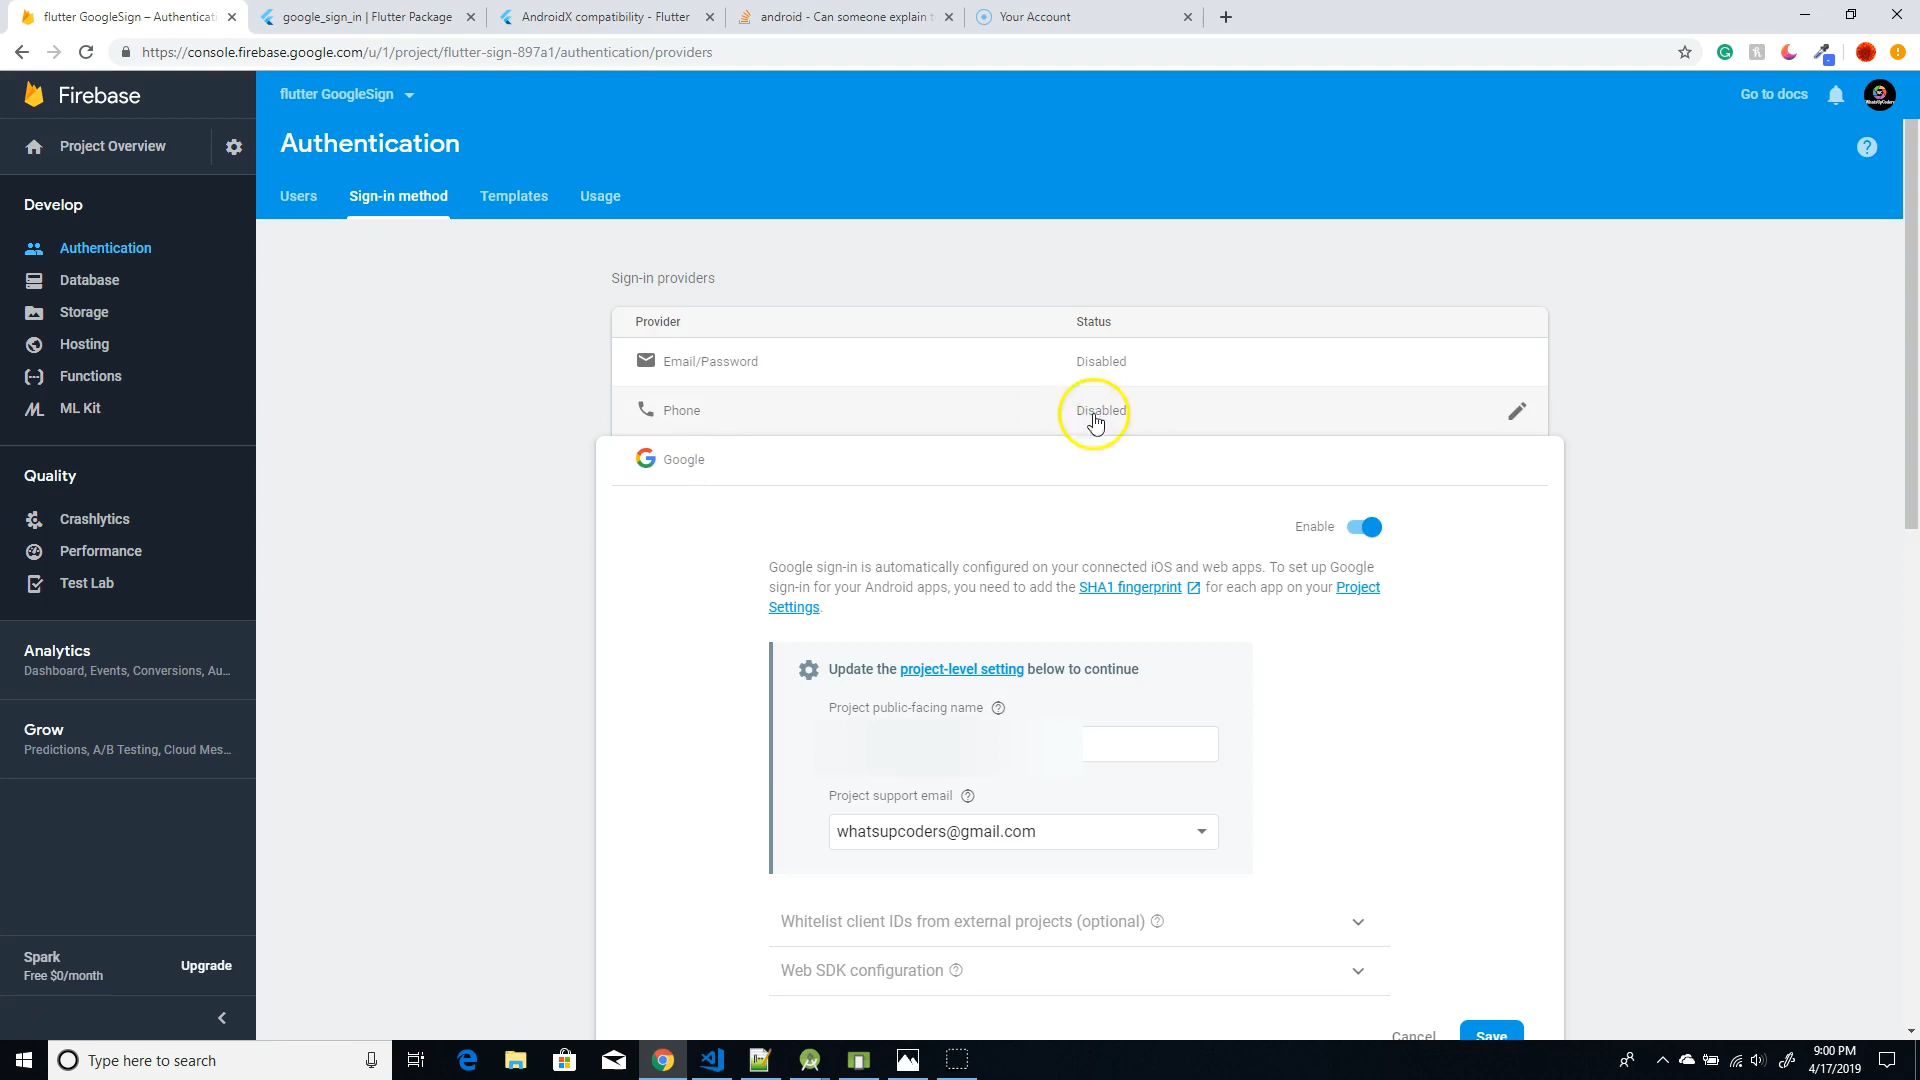 flutter GoogleSign – Authenticati
google_sign_in | Flutter Package
AndroidX compatibility - Flutter
android - Can someone explain t
Your Account
https://console.firebase.google.com/u/1/project/flutter-sign-897a1/authentication/providers
Firebase
flutter GoogleSign
Go to docs
Project Overview
Authentication
Users
Sign-in method
Templates
Usage
Develop
Authentication
Database
Storage
Hosting
Functions
ML Kit
Quality
Crashlytics
Performance
Test Lab
Analytics
Dashboard, Events, Conversions, Au...
Grow
Predictions, A/B Testing, Cloud Mes...
Spark
Free $0/month
Upgrade
Sign-in providers
Provider
Status
Email/Password
Disabled
Phone
Disabled
Google
Enable
Google sign-in is automatically configured on your connected iOS and web apps. To set up Google
sign-in for your Android apps, you need to add the SHA1 fingerprint for each app on your Project
Settings.
Update the project-level setting below to continue
Project public-facing name
Project support email
whatsupcoders@gmail.com
Whitelist client IDs from external projects (optional)
Web SDK configuration
Cancel
Save
Type here to search
9:00 PM
4/17/2019